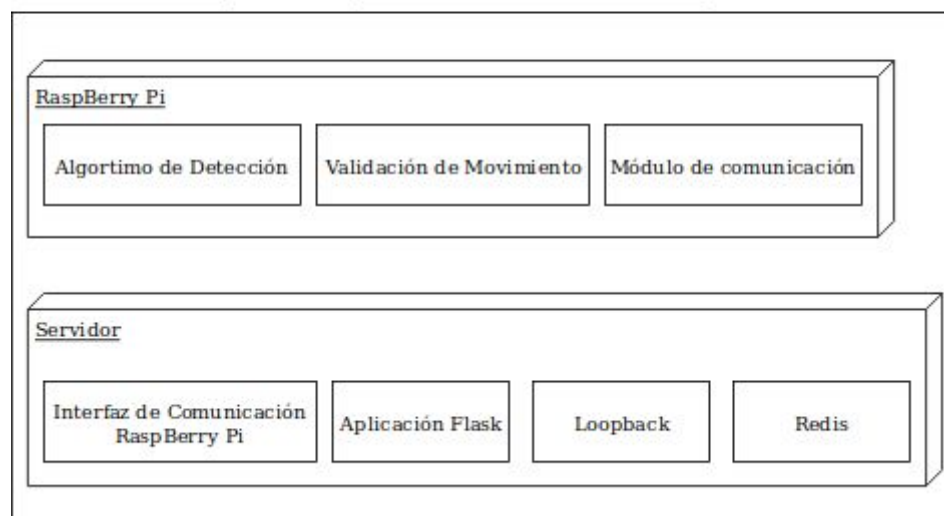 RaspBerry Pi
Algortimo de Detección
Validación de Movimiento
Módulo de comunicación
Servidor
Interfaz de Comunicación
RaspBerry Pi
Aplicación Flask
Loopback
Redis